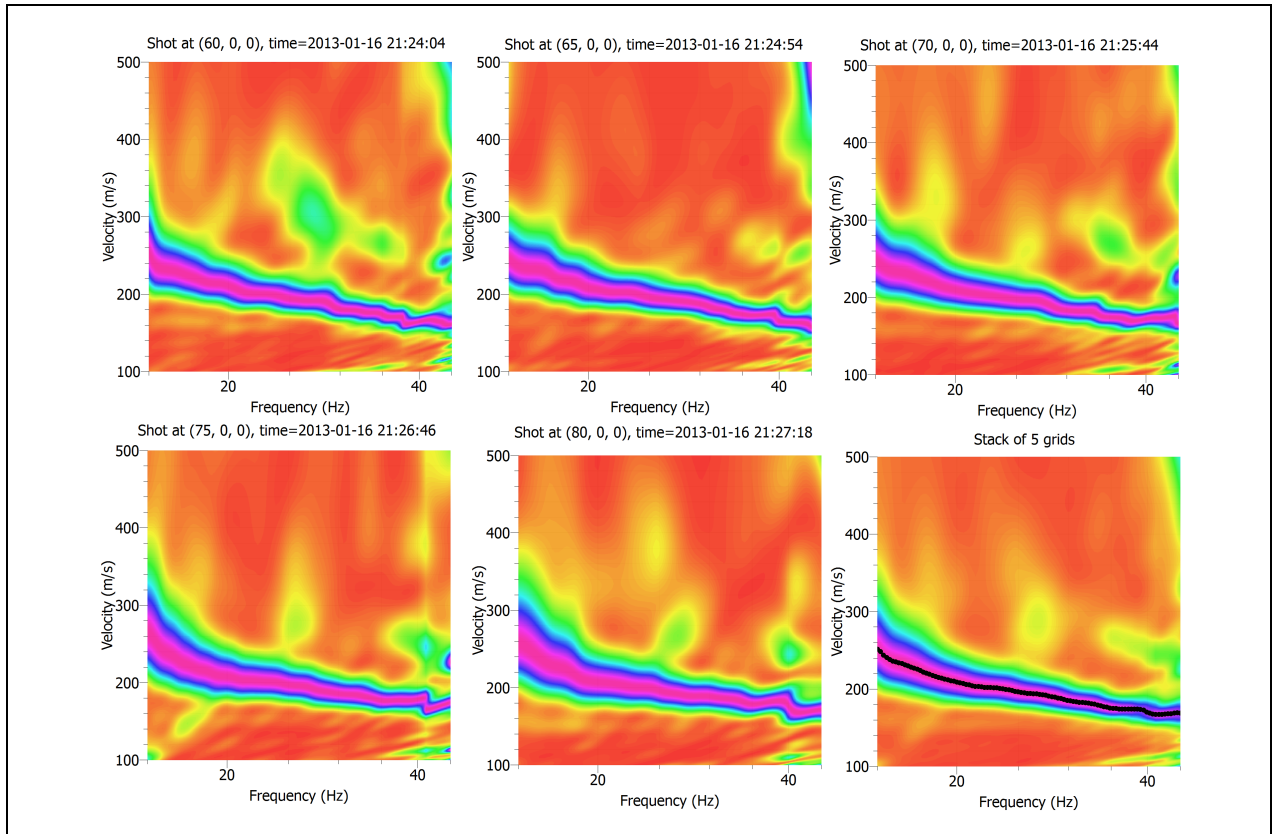 Shot at (60, 0, 0), time=2013-01-16 21:24:04
500
400
300
200
100
Velocity (m/s)
20
40
Frequency (Hz)
Shot at (65, 0, 0), time=2013-01-16 21:24:54
500
400
300
200
100
Velocity (m/s)
20
40
Frequency (Hz)
Shot at (70, 0, 0), time=2013-01-16 21:25:44
500
400
300
200
100
Velocity (m/s)
20
40
Frequency (Hz)
Shot at (75, 0, 0), time=2013-01-16 21:26:46
500
400
300
200
100
Velocity (m/s)
20
40
Frequency (Hz)
Shot at (80, 0, 0), time=2013-01-16 21:27:18
500
400
300
200
100
Velocity (m/s)
20
40
Frequency (Hz)
Stack of 5 grids
500
400
300
200
100
Velocity (m/s)
20
40
Frequency (Hz)